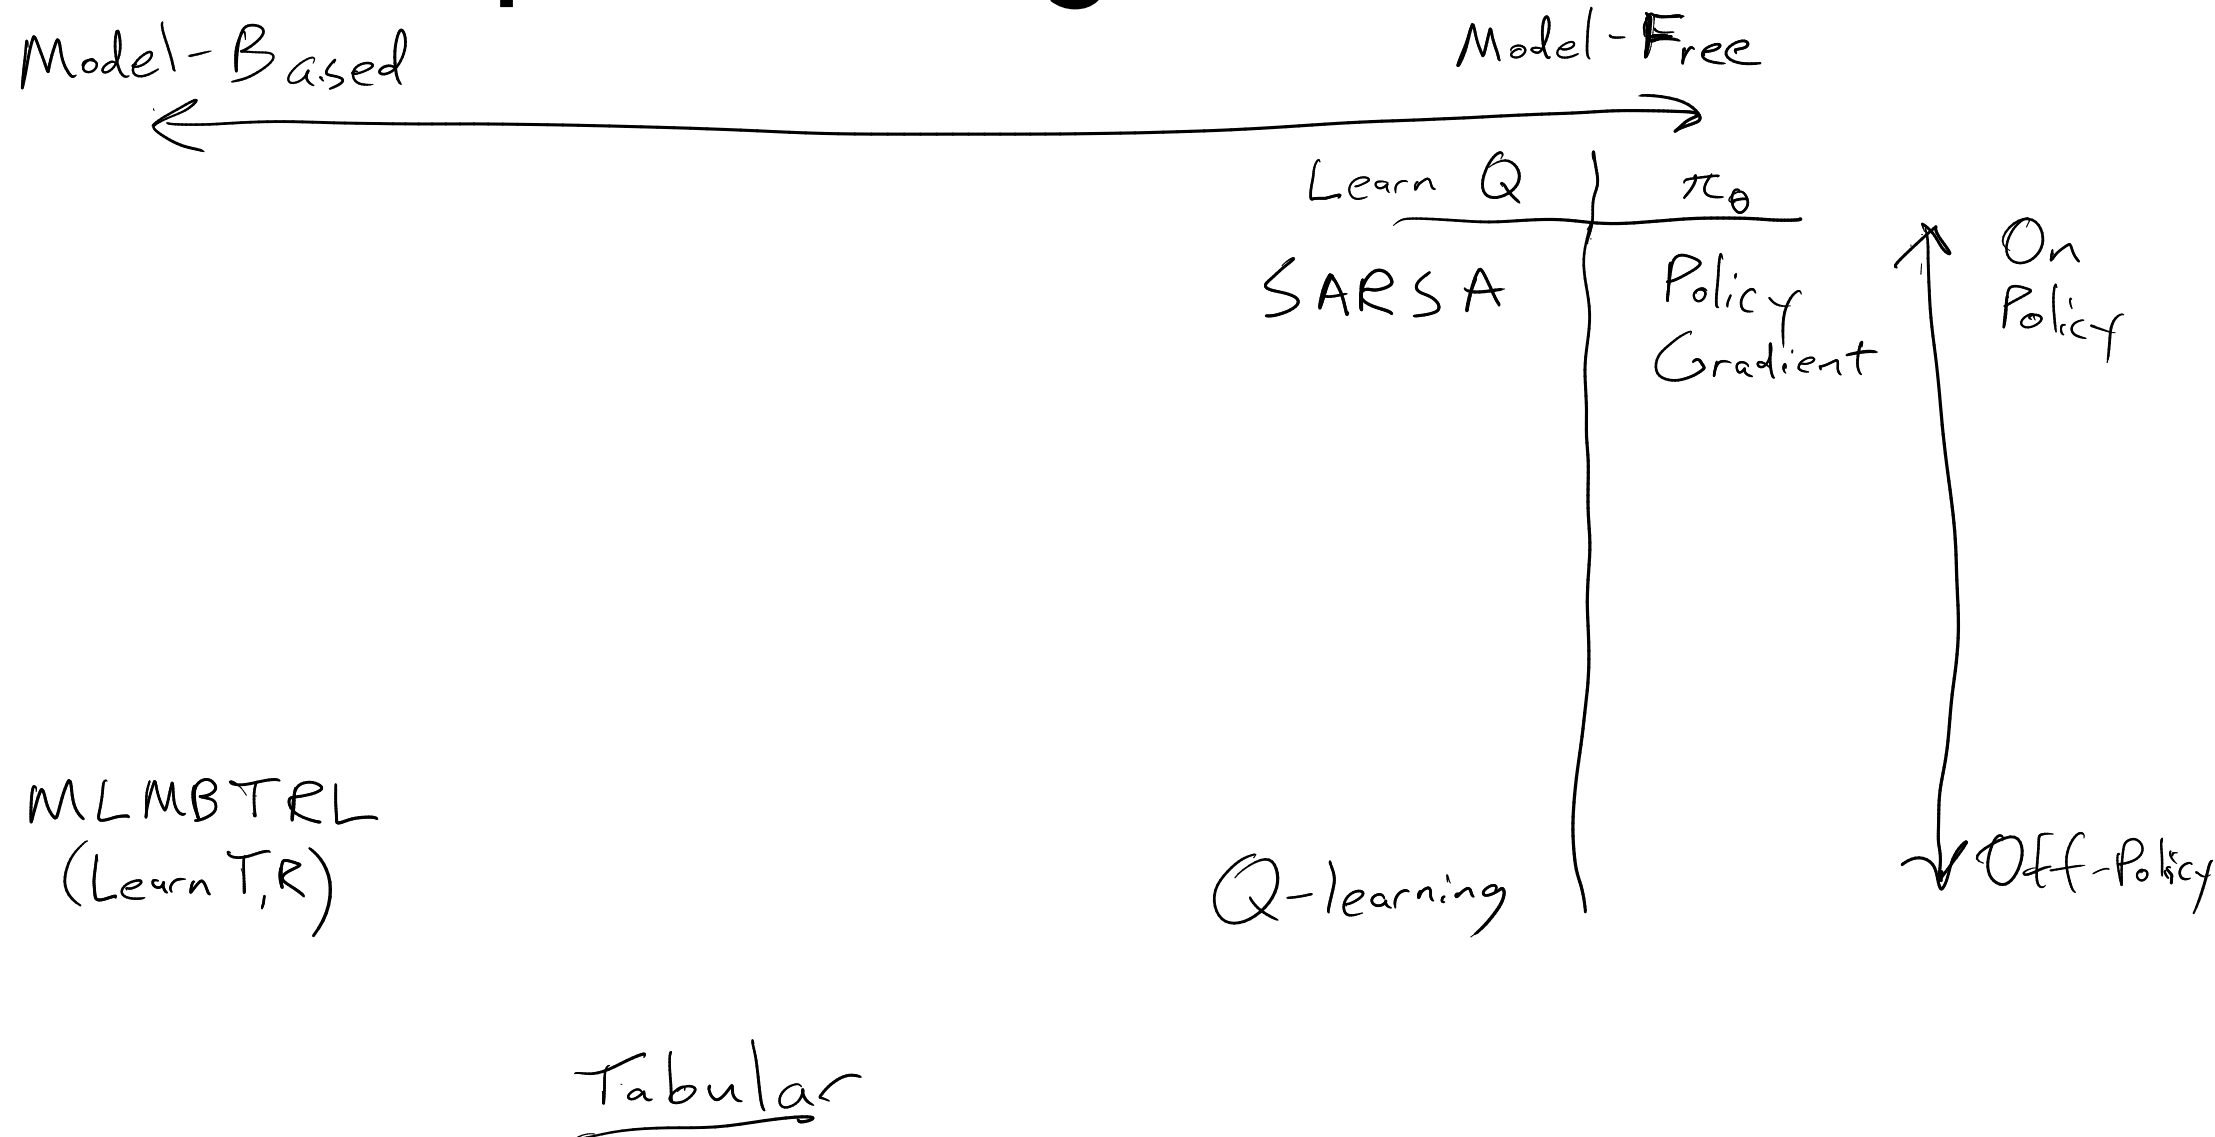 Model-Based
Model-Free
Learn Q
πθ
SARSA
Policy
Gradient
On
Policy
MLMBTRL
(Learn T,R)
Q-learning
Off-Policy
Tabular